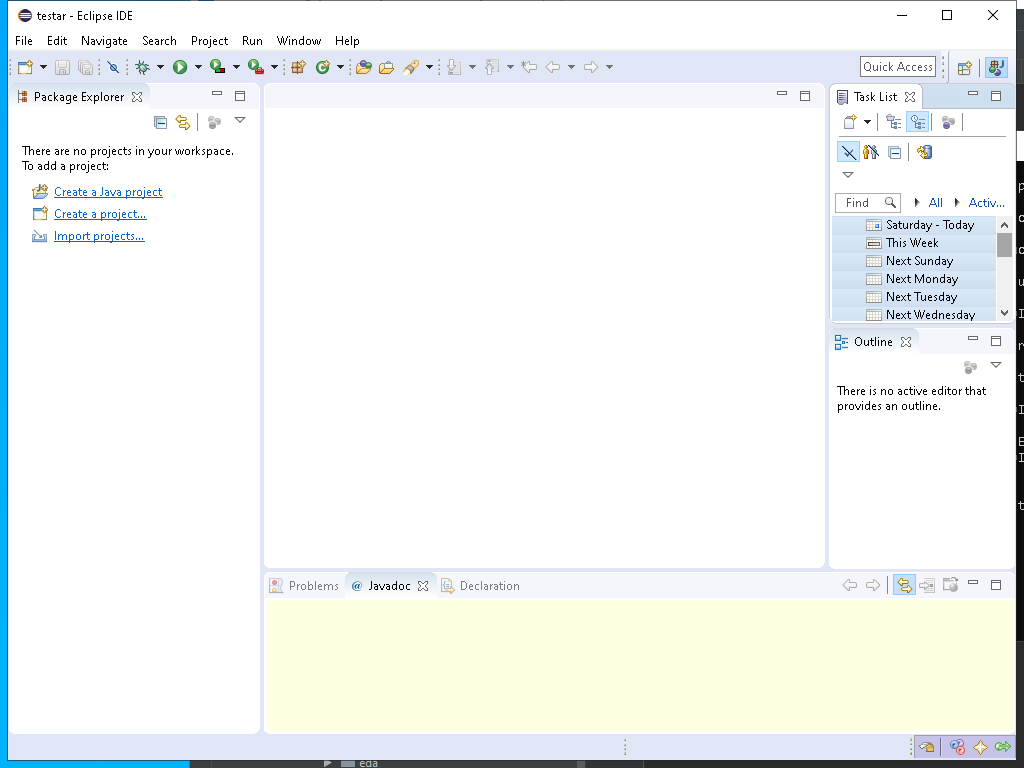 testar - Eclipse IDE
File Edit Navigate Search Project Run Window Help
Quick Access
Package Explorer
There are no projects in your workspace.
To add a project:
Create a Java project
Create a project...
Import projects...
Task List
Find All Activ...
Saturday - Today
This Week
Next Sunday
Next Monday
Next Tuesday
Next Wednesday
Outline
There is no active editor that
provides an outline.
Problems @ Javadoc Declaration
eda